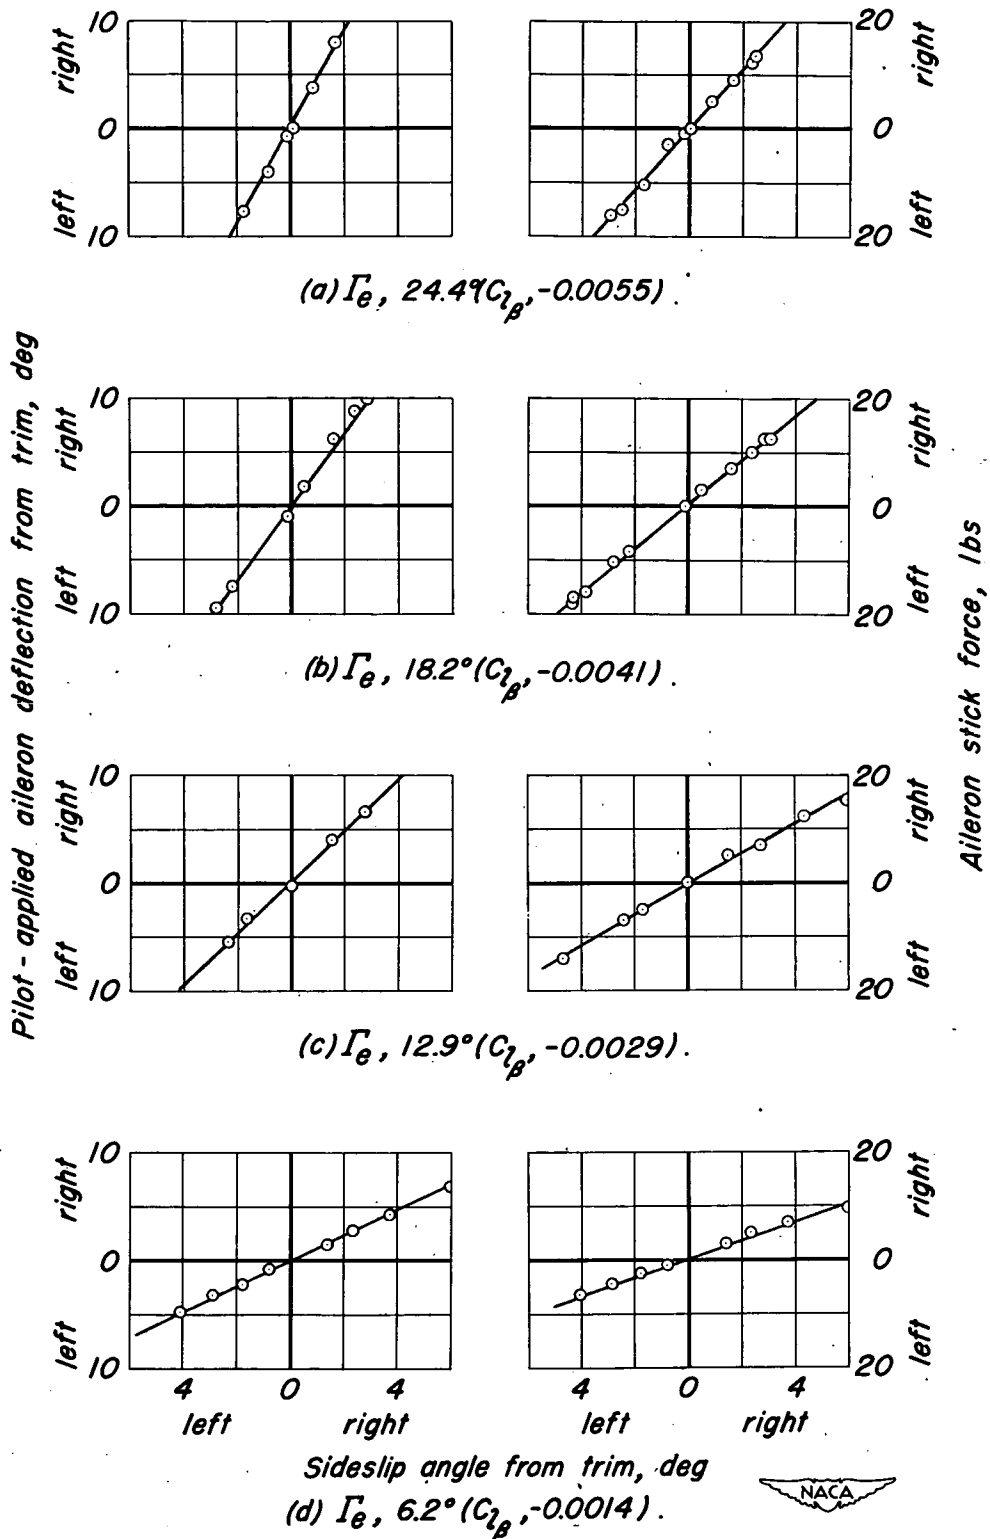 Pilot-applied aileron deflection from trim, deg
Aileron stick force, lbs
10
right
0
left
10
20
right
0
left
20
(a) Γe, 24.4° (Clβ, -0.0055).
10
right
0
left
10
20
right
0
left
20
(b) Γe, 18.2° (Clβ, -0.0041).
10
right
0
left
10
20
right
0
left
20
(c) Γe, 12.9° (Clβ, -0.0029).
10
right
0
left
10
20
right
0
left
20
4 0 4
left right
4 0 4
left right
Sideslip angle from trim, deg
(d) Γe, 6.2° (Clβ, -0.0014).
NACA